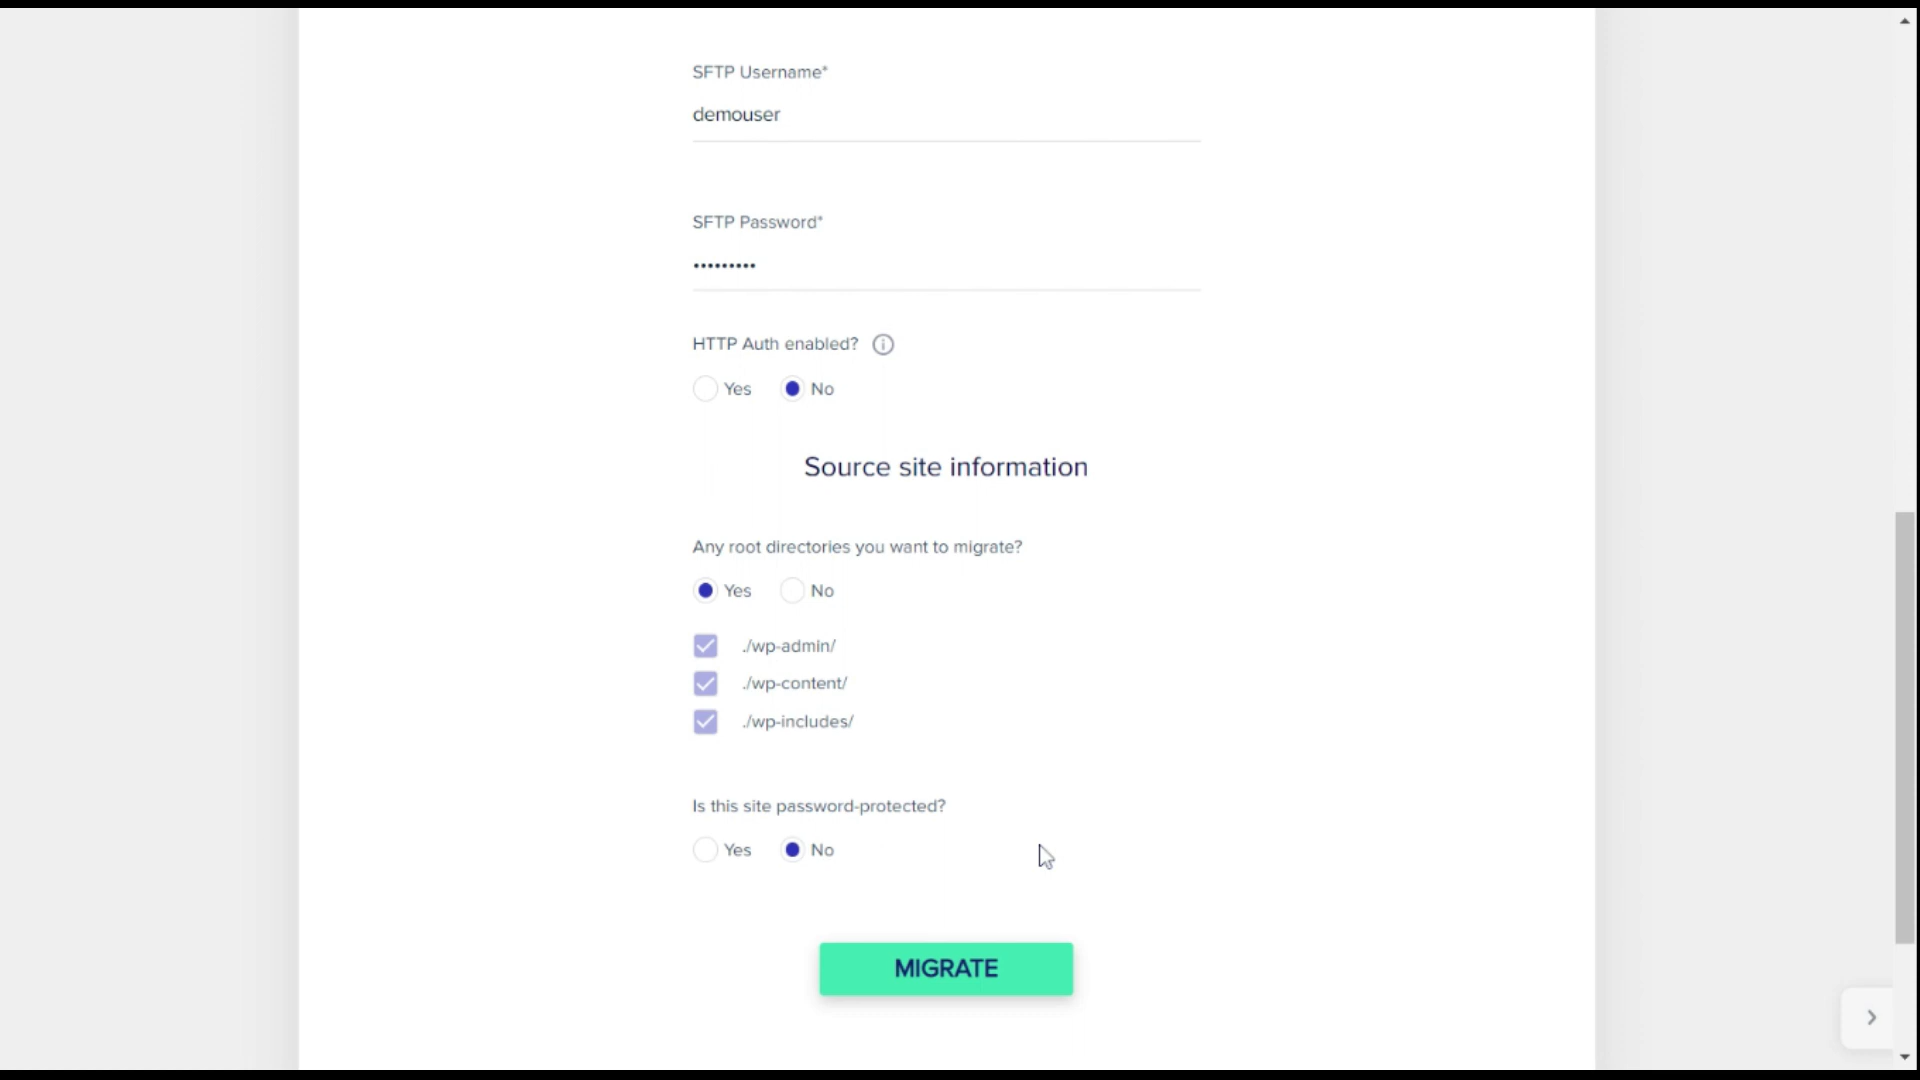 SFTP Username*
demouser
SFTP Password*
•••••••••
HTTP Auth enabled?
Yes No
Source site information
Any root directories you want to migrate?
Yes No
./wp-admin/
./wp-content/
./wp-includes/
Is this site password-protected?
Yes No
MIGRATE